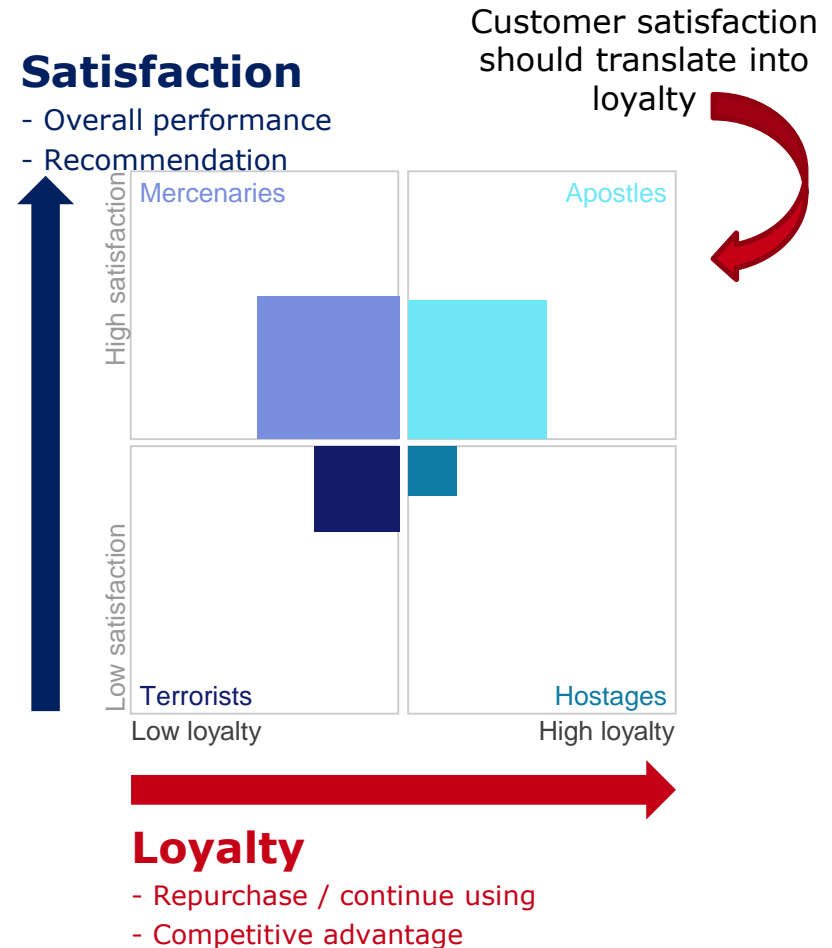 Customer satisfaction
should translate into
loyalty
Satisfaction
- Overall performance
- Recommendation
High satisfaction
Mercenaries
Apostles
Low satisfaction
Terrorists
Hostages
Low loyalty
High loyalty
Loyalty
- Repurchase / continue using
- Competitive advantage